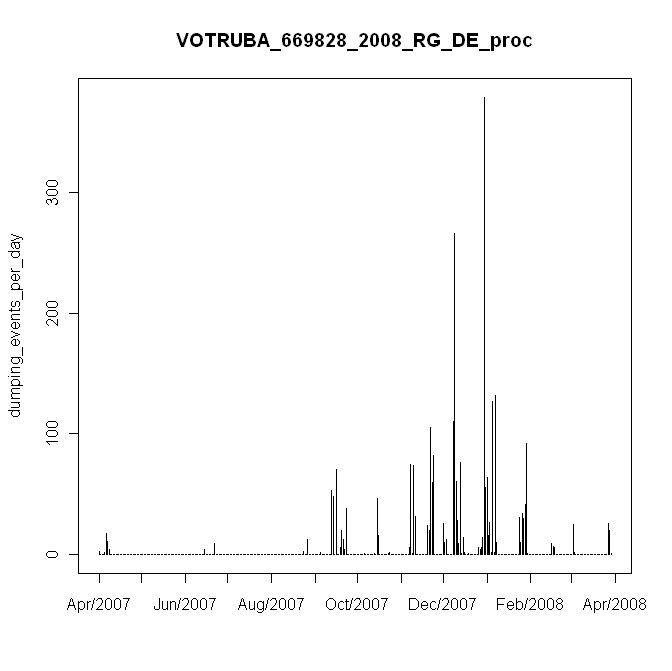 VOTRUBA_669828_2008_RG_DE_proc
dumping_events_per_day
300
200
100
0
Apr/2007 Jun/2007 Aug/2007 Oct/2007 Dec/2007 Feb/2008 Apr/2008